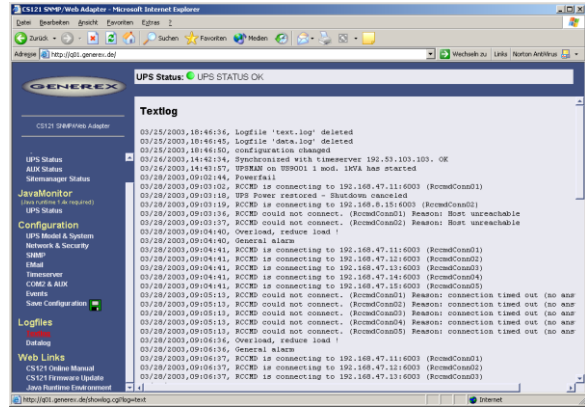 CS121 SNMP/Web Adapter - Microsoft Internet Explorer
Datei Bearbeiten Ansicht Favoriten Extras ?
Zurück Suchen Favoriten Medien
Adresse http://q01.generex.de/ Wechseln zu Links Norton AntiVirus
GENEREX
CS121 SNMP/Web Adapter
UPS Status
AUX Status
Sitemanager Status
JavaMonitor
(Java runtime 1.4x required)
UPS Status
Configuration
UPS Model & System
Network & Security
SNMP
EMail
Timeserver
COM2 & AUX
Events
Save Configuration
Logfiles
Datalog
Web Links
CS121 Online Manual
CS121 Firmware Update
Java Runtime Environment
UPS Status: UPS STATUS OK
Textlog
03/25/2003,18:46:36, Logfile 'text.log' deleted
03/25/2003,18:46:45, Logfile 'data.log' deleted
03/25/2003,18:46:50, configuration changed
03/26/2003,14:42:34, Synchronized with timeserver 192.53.103.103. OK
03/26/2003,14:43:57, UPSMAN on US9001 1 mod. 1kVA has started
03/28/2003,09:02:44, Powerfail
03/28/2003,09:03:02, RCCMD is connecting to 192.168.47.11:6003 (RccmdConn01)
03/28/2003,09:03:18, UPS Power restored - Shutdown canceled
03/28/2003,09:03:19, RCCMD is connecting to 192.168.8.15:6003 (RccmdConn02)
03/28/2003,09:03:36, RCCMD could not connect. (RccmdConn01) Reason: Host unreachable
03/28/2003,09:03:37, RCCMD could not connect. (RccmdConn02) Reason: Host unreachable
03/28/2003,09:04:40, Overload, reduce load !
03/28/2003,09:04:40, General alarm
03/28/2003,09:04:41, RCCMD is connecting to 192.168.47.11:6003 (RccmdConn01)
03/28/2003,09:04:41, RCCMD is connecting to 192.168.47.12:6003 (RccmdConn02)
03/28/2003,09:04:41, RCCMD is connecting to 192.168.47.13:6003 (RccmdConn03)
03/28/2003,09:04:41, RCCMD is connecting to 192.168.47.14:6003 (RccmdConn04)
03/28/2003,09:04:41, RCCMD is connecting to 192.168.47.15:6003 (RccmdConn05)
03/28/2003,09:05:13, RCCMD could not connect. (RccmdConn01) Reason: connection timed out (no answ
03/28/2003,09:05:13, RCCMD could not connect. (RccmdConn02) Reason: connection timed out (no answ
03/28/2003,09:05:13, RCCMD could not connect. (RccmdConn03) Reason: connection timed out (no answ
03/28/2003,09:05:13, RCCMD could not connect. (RccmdConn04) Reason: connection timed out (no answ
03/28/2003,09:05:13, RCCMD could not connect. (RccmdConn05) Reason: connection timed out (no answ
03/28/2003,09:06:36, Overload, reduce load !
03/28/2003,09:06:36, General alarm
03/28/2003,09:06:37, RCCMD is connecting to 192.168.47.11:6003 (RccmdConn01)
03/28/2003,09:06:37, RCCMD is connecting to 192.168.47.12:6003 (RccmdConn02)
03/28/2003,09:06:37, RCCMD is connecting to 192.168.47.13:6003 (RccmdConn03)
http://q01.generex.de/showlog.cgi?log=text Internet